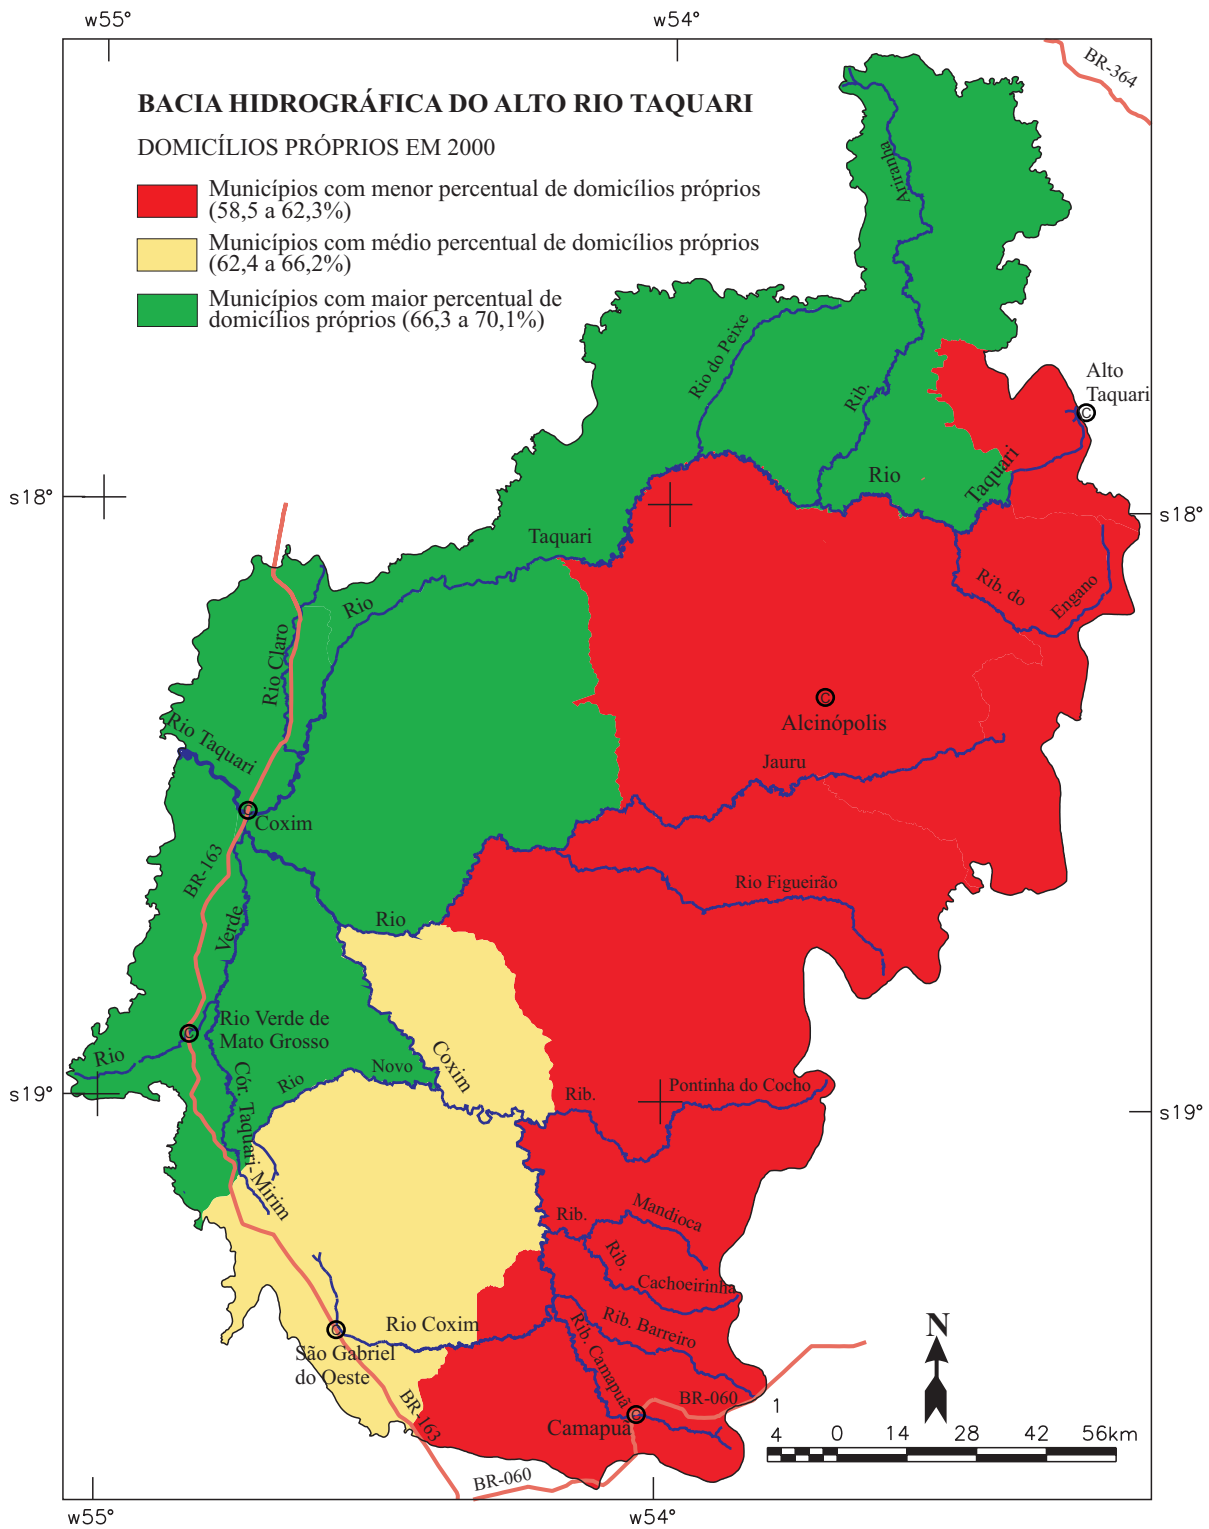 w55°
w54°
BR-364
BACIA HIDROGRÁFICA DO ALTO RIO TAQUARI
DOMICÍLIOS PRÓPRIOS EM 2000
Municípios com menor percentual de domicílios próprios
(58,5 a 62,3%)
Municípios com médio percentual de domicílios próprios
(62,4 a 66,2%)
Municípios com maior percentual de
domicílios próprios (66,3 a 70,1%)
Ariranha
Rio do Peixe
Rib.
Alto
Taquari
C
Rio
Taquari
s18°
s18°
Taquari
Rio
Rib. do
Engano
Rio Claro
C
Alcinópolis
Rio Taquari
Jauru
C
Coxim
BR-163
Rio Figueirão
Verde
Rio
C
Rio Verde de
Mato Grosso
Rio
Coxim
Novo
Rio
Cór. Taquari-Mirim
Rib.
Pontinha do Cocho
s19°
s19°
Rib.
Mandioca
Rib.
Cachoeirinha
Rib. Barreiro
Rio Coxim
C
São Gabriel
do Oeste
Rib. Camapuã
BR-163
BR-060
C
Camapuã
BR-060
N
1
4 0 14 28 42 56km
w55°
w54°